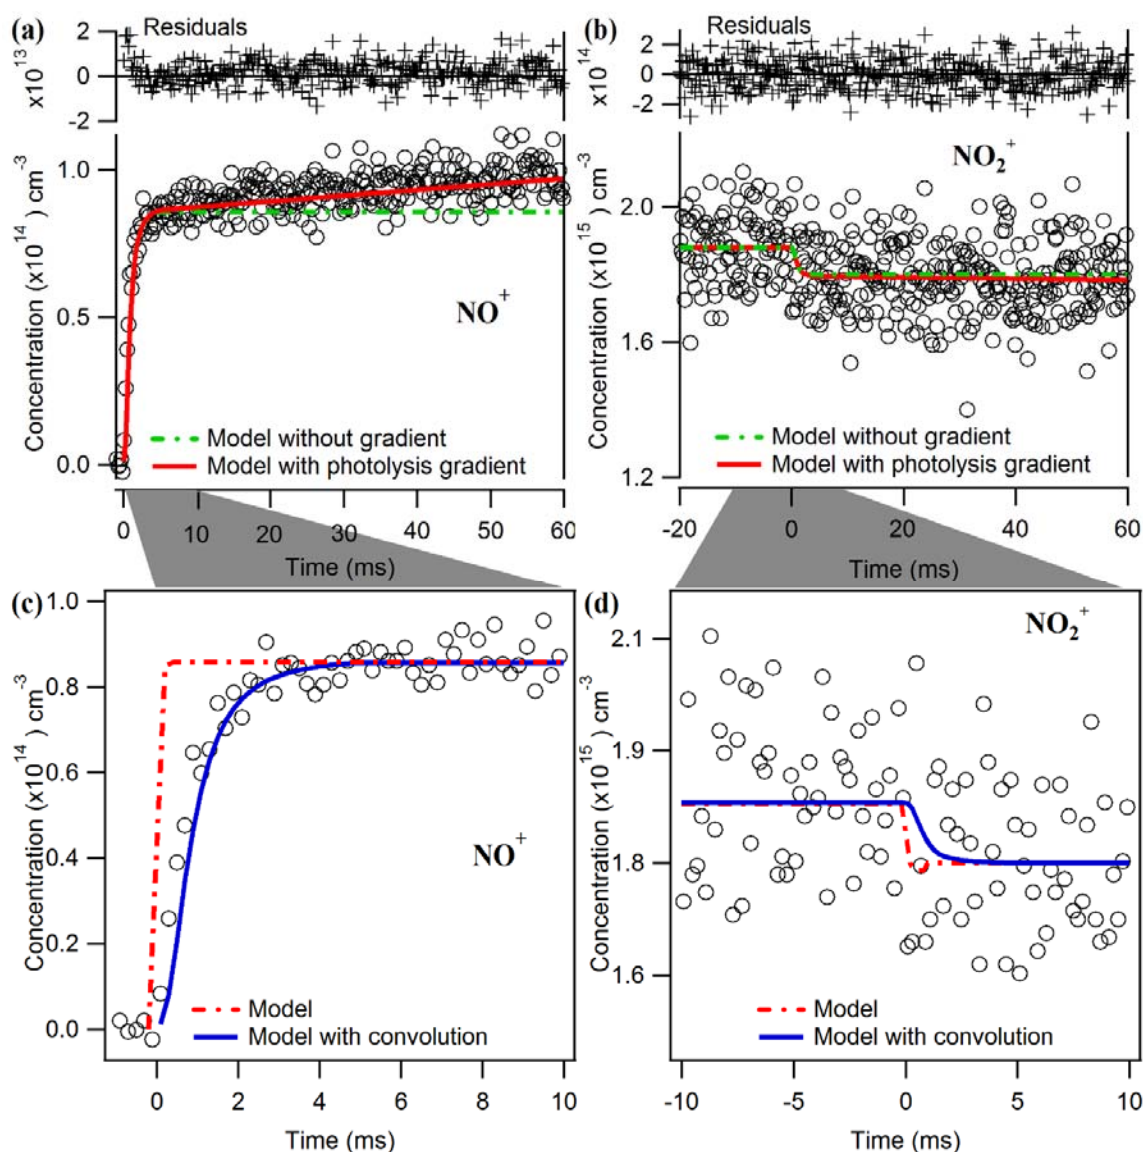 (a)
Residuals
x10^13
2
0
-2
Concentration (x10^14) cm^-3
1.0
0.5
0.0
NO^+
Model without gradient
Model with photolysis gradient
0 10 20 30 40 50 60
Time (ms)
(b)
Residuals
x10^14
2
0
-2
Concentration (x10^15) cm^-3
2.0
1.6
1.2
NO2^+
Model without gradient
Model with photolysis gradient
-20 0 20 40 60
Time (ms)
(c)
Concentration (x10^14) cm^-3
1.0
0.8
0.6
0.4
0.2
0.0
NO^+
Model
Model with convolution
0 2 4 6 8 10
Time (ms)
(d)
Concentration (x10^15) cm^-3
2.1
1.9
1.8
1.6
NO2^+
Model
Model with convolution
-10 -5 0 5 10
Time (ms)